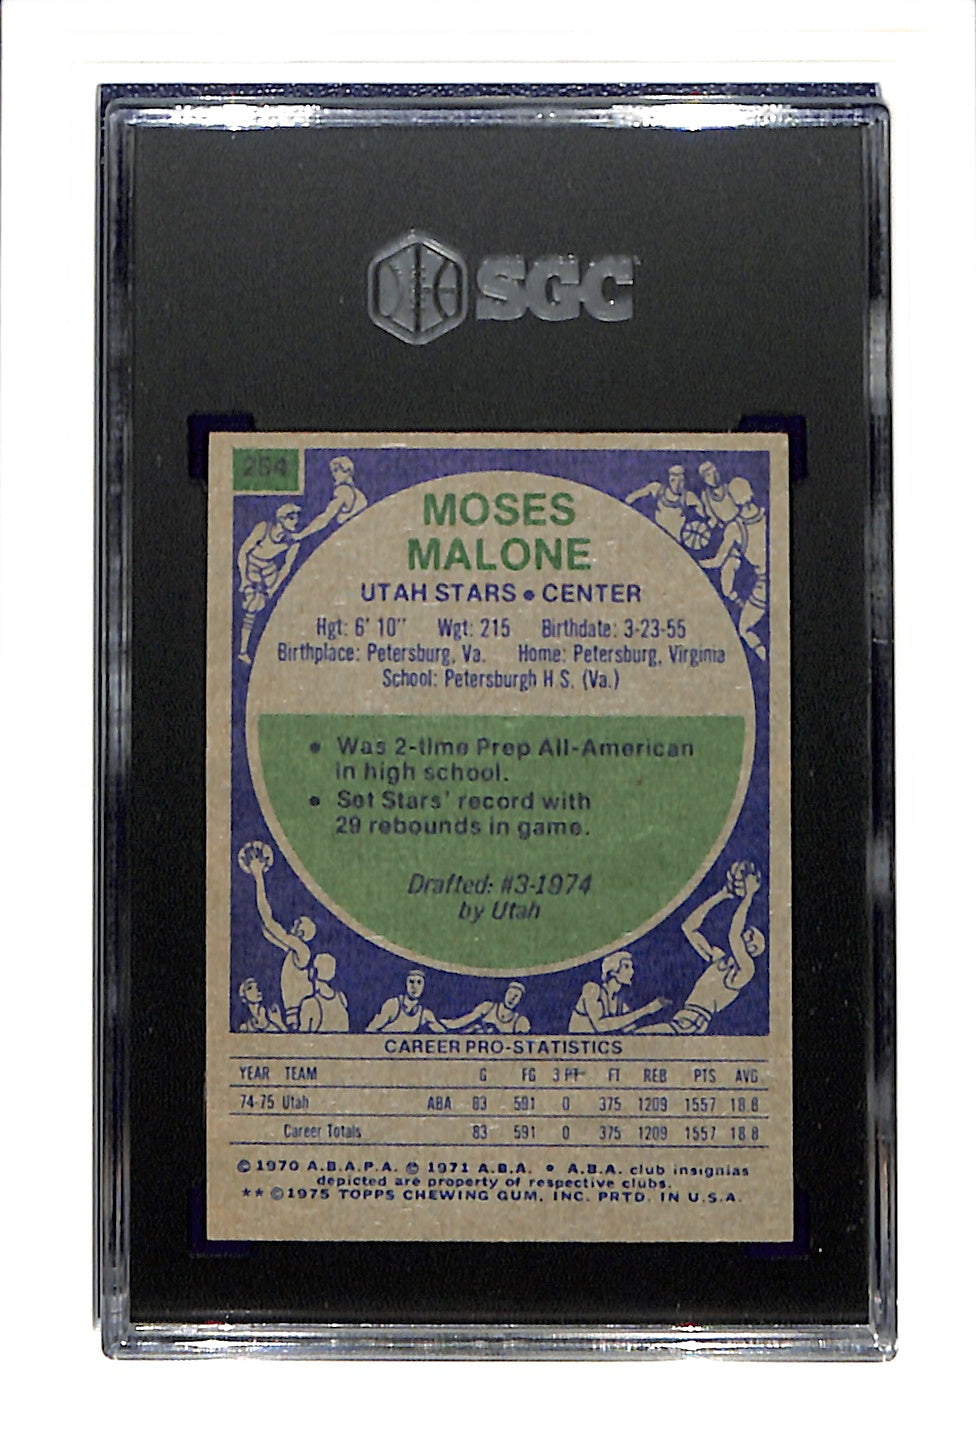 SGC
254
MOSES
MALONE
UTAH STARS • CENTER
Hgt: 6' 10" Wgt: 215 Birthdate: 3-23-55
Birthplace: Petersburg, Va. Home: Petersburg, Virginia
School: Petersburgh H S. (Va.)
• Was 2-time Prep All-American
in high school.
• Set Stars' record with
29 rebounds in game.
Drafted: #3-1974
by Utah
CAREER PRO-STATISTICS
YEAR TEAM G FG 3 PT FT REB PTS AVG
74-75 Utah ABA 83 591 0 375 1209 1557 18.8
Career Totals 83 591 0 375 1209 1557 18 8
© 1970 A.B.A.P.A. © 1971 A.B.A. • A.B.A. club insignias
depicted are property of respective clubs.
** © 1975 TOPPS CHEWING GUM, INC. PRTD. IN U.S.A.